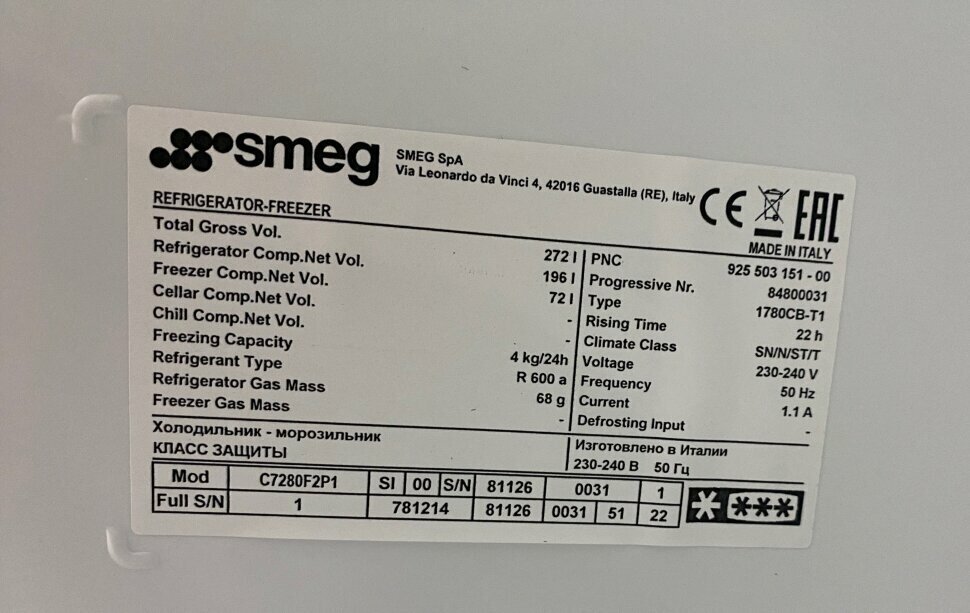 smeg
SMEG SpA
Via Leonardo da Vinci 4, 42016 Guastalla (RE), Italy
CE EAC
MADE IN ITALY
REFRIGERATOR-FREEZER
Total Gross Vol. 272 l
Refrigerator Comp.Net Vol. 196 l
Freezer Comp.Net Vol. 72 l
Cellar Comp.Net Vol. -
Chill Comp.Net Vol. -
Freezing Capacity 4 kg/24h
Refrigerant Type R 600 a
Refrigerator Gas Mass 68 g
Freezer Gas Mass -
PNC 925 503 151 - 00
Progressive Nr. 84800031
Type 1780CB-T1
Rising Time 22 h
Climate Class SN/N/ST/T
Voltage 230-240 V
Frequency 50 Hz
Current 1.1 A
Defrosting Input -
Холодильник - морозильник
КЛАСС ЗАЩИТЫ
Изготовлено в Италии
230-240 В 50 Гц
Mod C7280F2P1 SI 00 S/N 81126 0031 1
Full S/N 1 781214 81126 0031 51 22